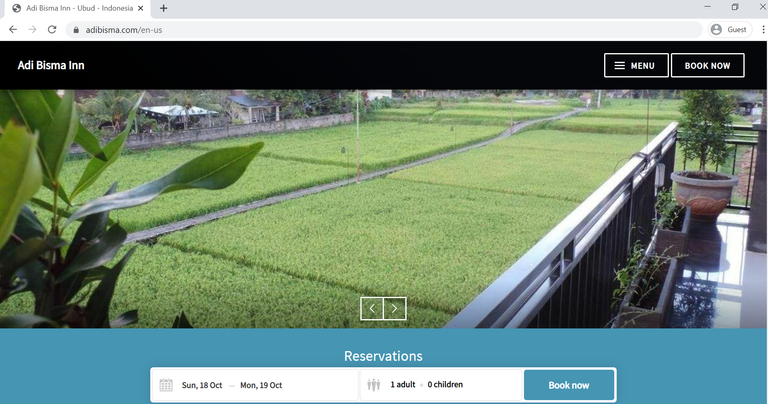 Adi Bisma Inn - Ubud - Indonesia
adibisma.com/en-us
Guest
Adi Bisma Inn
MENU
BOOK NOW
Reservations
Sun, 18 Oct — Mon, 19 Oct
1 adult • 0 children
Book now